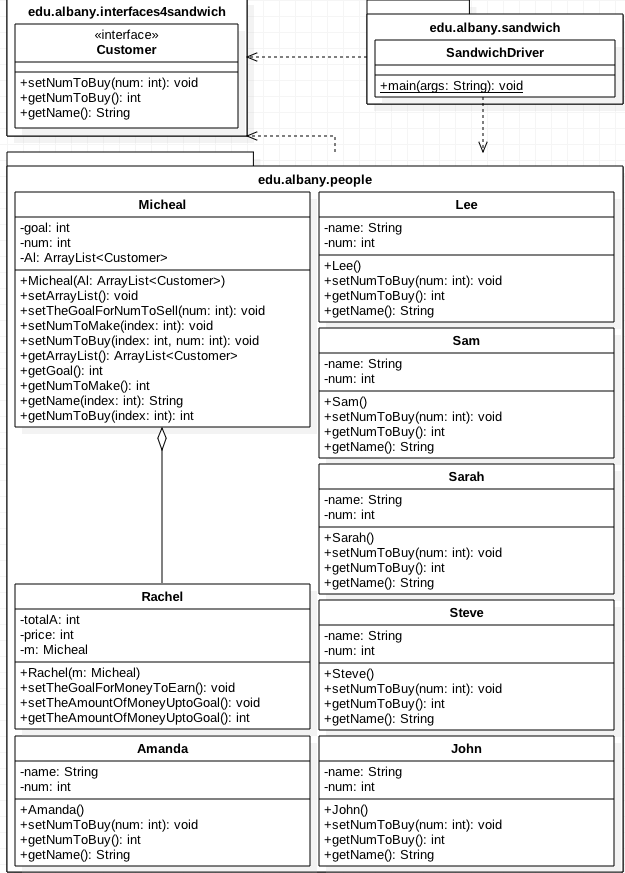 edu.albany.interfaces4sandwich
«interface»
Customer
+setNumToBuy(num: int): void
+getNumToBuy(): int
+getName(): String
edu.albany.sandwich
SandwichDriver
+main(args: String): void
edu.albany.people
Micheal
-goal: int
-num: int
-Al: ArrayList<Customer>
+Micheal(Al: ArrayList<Customer>)
+setArrayList(): void
+setTheGoalForNumToSell(num: int): void
+setNumToMake(index: int): void
+setNumToBuy(index: int, num: int): void
+getArrayList(): ArrayList<Customer>
+getGoal(): int
+getNumToMake(): int
+getName(index: int): String
+getNumToBuy(index: int): int
Rachel
-totalA: int
-price: int
-m: Micheal
+Rachel(m: Micheal)
+setTheGoalForMoneyToEarn(): void
+setTheAmountOfMoneyUptoGoal(): void
+getTheAmountOfMoneyUptoGoal(): int
Amanda
-name: String
-num: int
+Amanda()
+setNumToBuy(num: int): void
+getNumToBuy(): int
+getName(): String
Lee
-name: String
-num: int
+Lee()
+setNumToBuy(num: int): void
+getNumToBuy(): int
+getName(): String
Sam
-name: String
-num: int
+Sam()
+setNumToBuy(num: int): void
+getNumToBuy(): int
+getName(): String
Sarah
-name: String
-num: int
+Sarah()
+setNumToBuy(num: int): void
+getNumToBuy(): int
+getName(): String
Steve
-name: String
-num: int
+Steve()
+setNumToBuy(num: int): void
+getNumToBuy(): int
+getName(): String
John
-name: String
-num: int
+John()
+setNumToBuy(num: int): void
+getNumToBuy(): int
+getName(): String